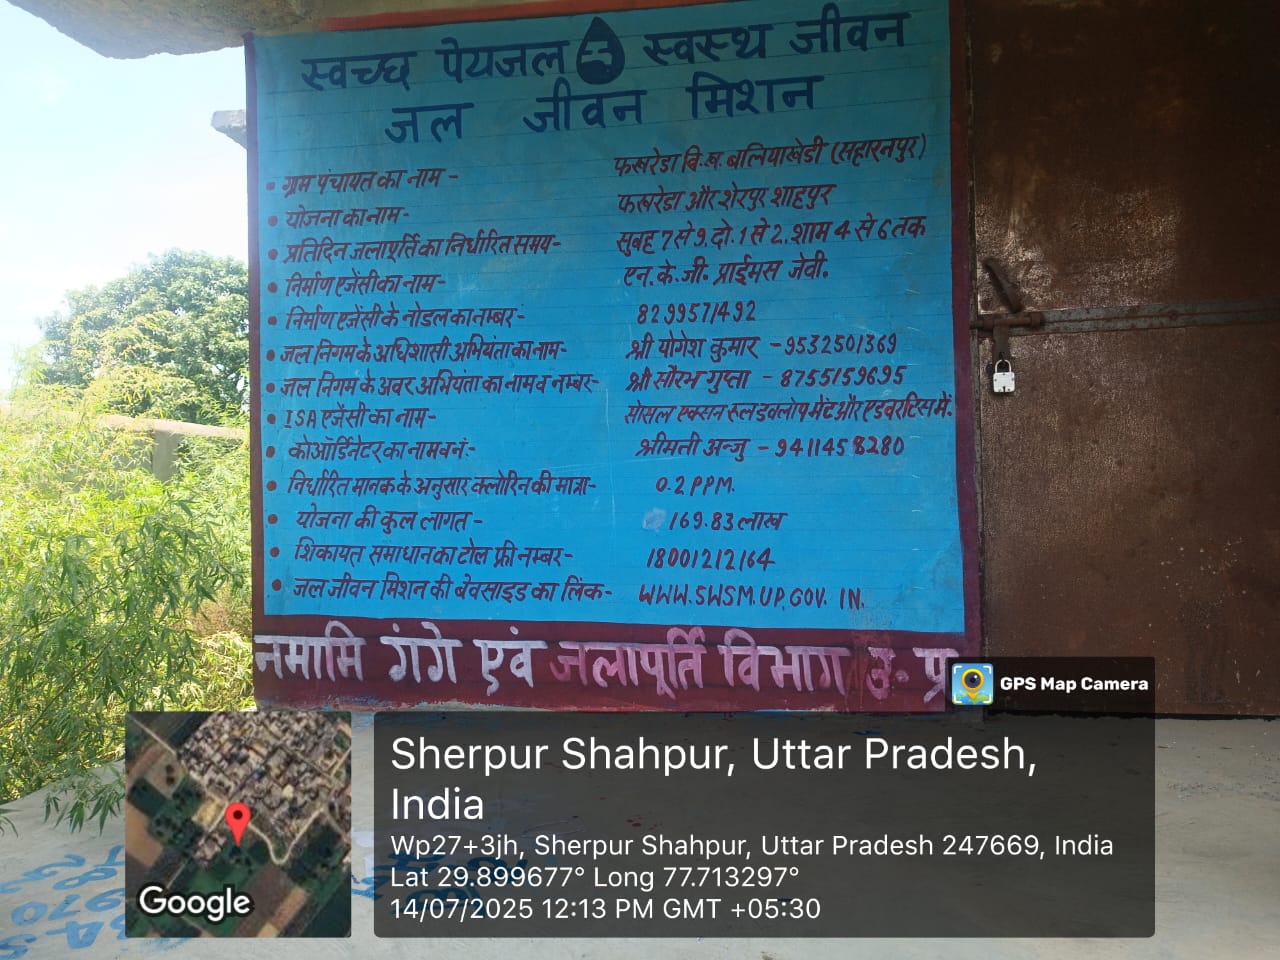 स्वच्छ पेयजल स्वस्थ जीवन
जल जीवन मिशन
• ग्राम पंचायत का नाम - फखरेडा वि.ख. बलियाखेडी (सहारनपुर)
• योजना का नाम- फखरेडा और शेरपुर शाहपुर
• प्रतिदिन जलापूर्ति का निर्धारित समय- सुबह 7 से 9. दो. 1 से 2. शाम 4 से 6 तक
• निर्माण एजेंसी का नाम- एन. के. जी. प्राईमस जेवी.
• निर्माण एजेंसी के नोडल का नम्बर- 8299571492
• जल निगम के अधिशासी अभियंता का नाम- श्री योगेश कुमार - 9532501369
• जल निगम के अवर अभियंता का नाम व नम्बर- श्री सौरभ गुप्ता - 8755159695
• ISA एजेंसी का नाम- सोसल एक्सन रूल डवलोपमेंट और एडवरटिसमें.
• कोऑर्डिनेटर का नाम व नं.- श्रीमती अन्जु - 9411458280
• निर्धारित मानक के अनुसार क्लोरिन की मात्रा- 0.2 PPM.
• योजना की कुल लागत - 169.83 लाख
• शिकायत समाधान का टोल फ्री नम्बर- 18001212164
• जल जीवन मिशन की बेवसाइड का लिंक- WWW.SWSM.UP.GOV. IN.
नमामि गंगे एवं जलापूर्ति विभाग उ. प्र
GPS Map Camera
Sherpur Shahpur, Uttar Pradesh,
India
Wp27+3jh, Sherpur Shahpur, Uttar Pradesh 247669, India
Lat 29.899677° Long 77.713297°
14/07/2025 12:13 PM GMT +05:30
Google